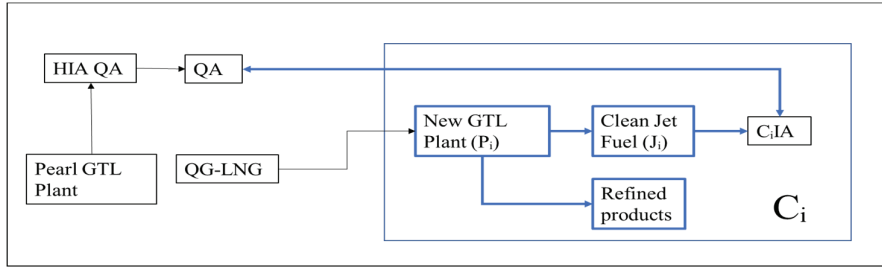 HIA QA
QA
New GTL
Plant (Pᵢ)
Clean Jet
Fuel (Jᵢ)
CᵢIA
Pearl GTL
Plant
QG-LNG
Refined
products
Cᵢ